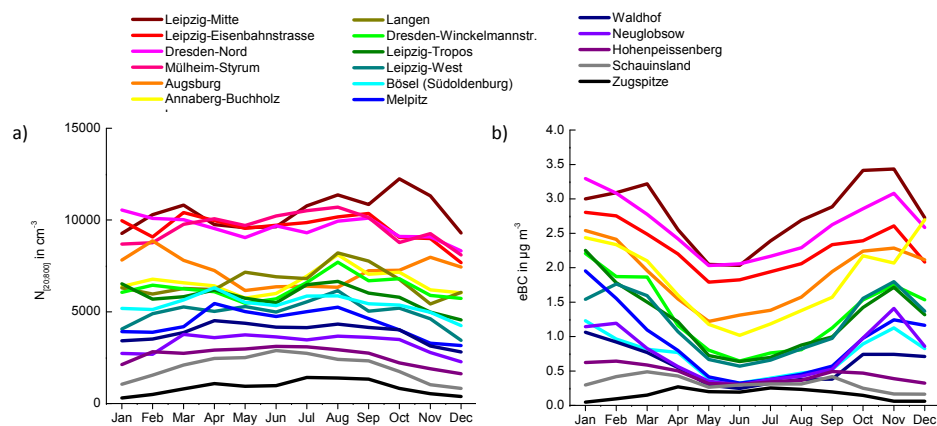 Leipzig-Mitte
Leipzig-Eisenbahnstrasse
Dresden-Nord
Mülheim-Styrum
Augsburg
Annaberg-Buchholz
Langen
Dresden-Winckelmannstr.
Leipzig-Tropos
Leipzig-West
Bösel (Südoldenburg)
Melpitz
Waldhof
Neuglobsow
Hohenpeissenberg
Schauinsland
Zugspitze
a)
N[20;800] in cm-3
15000
10000
5000
0
Jan Feb Mar Apr May Jun Jul Aug Sep Oct Nov Dec
b)
eBC in µg m-3
4.0
3.5
3.0
2.5
2.0
1.5
1.0
0.5
0.0
Jan Feb Mar Apr May Jun Jul Aug Sep Oct Nov Dec